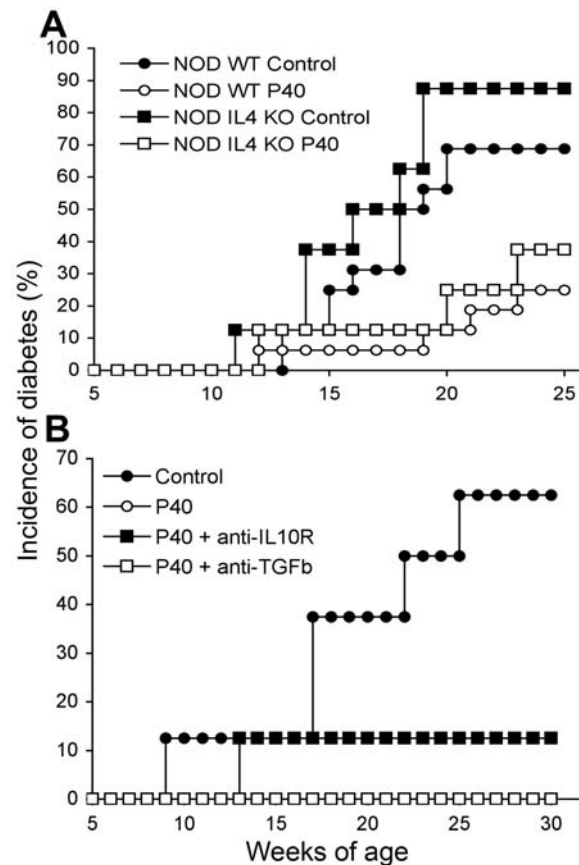 A
100
90
80
70
60
50
40
30
20
10
0
NOD WT Control
NOD WT P40
NOD IL4 KO Control
NOD IL4 KO P40
5 10 15 20 25
Incidence of diabetes (%)
B
70
60
50
40
30
20
10
0
Control
P40
P40 + anti-IL10R
P40 + anti-TGFb
5 10 15 20 25 30
Weeks of age